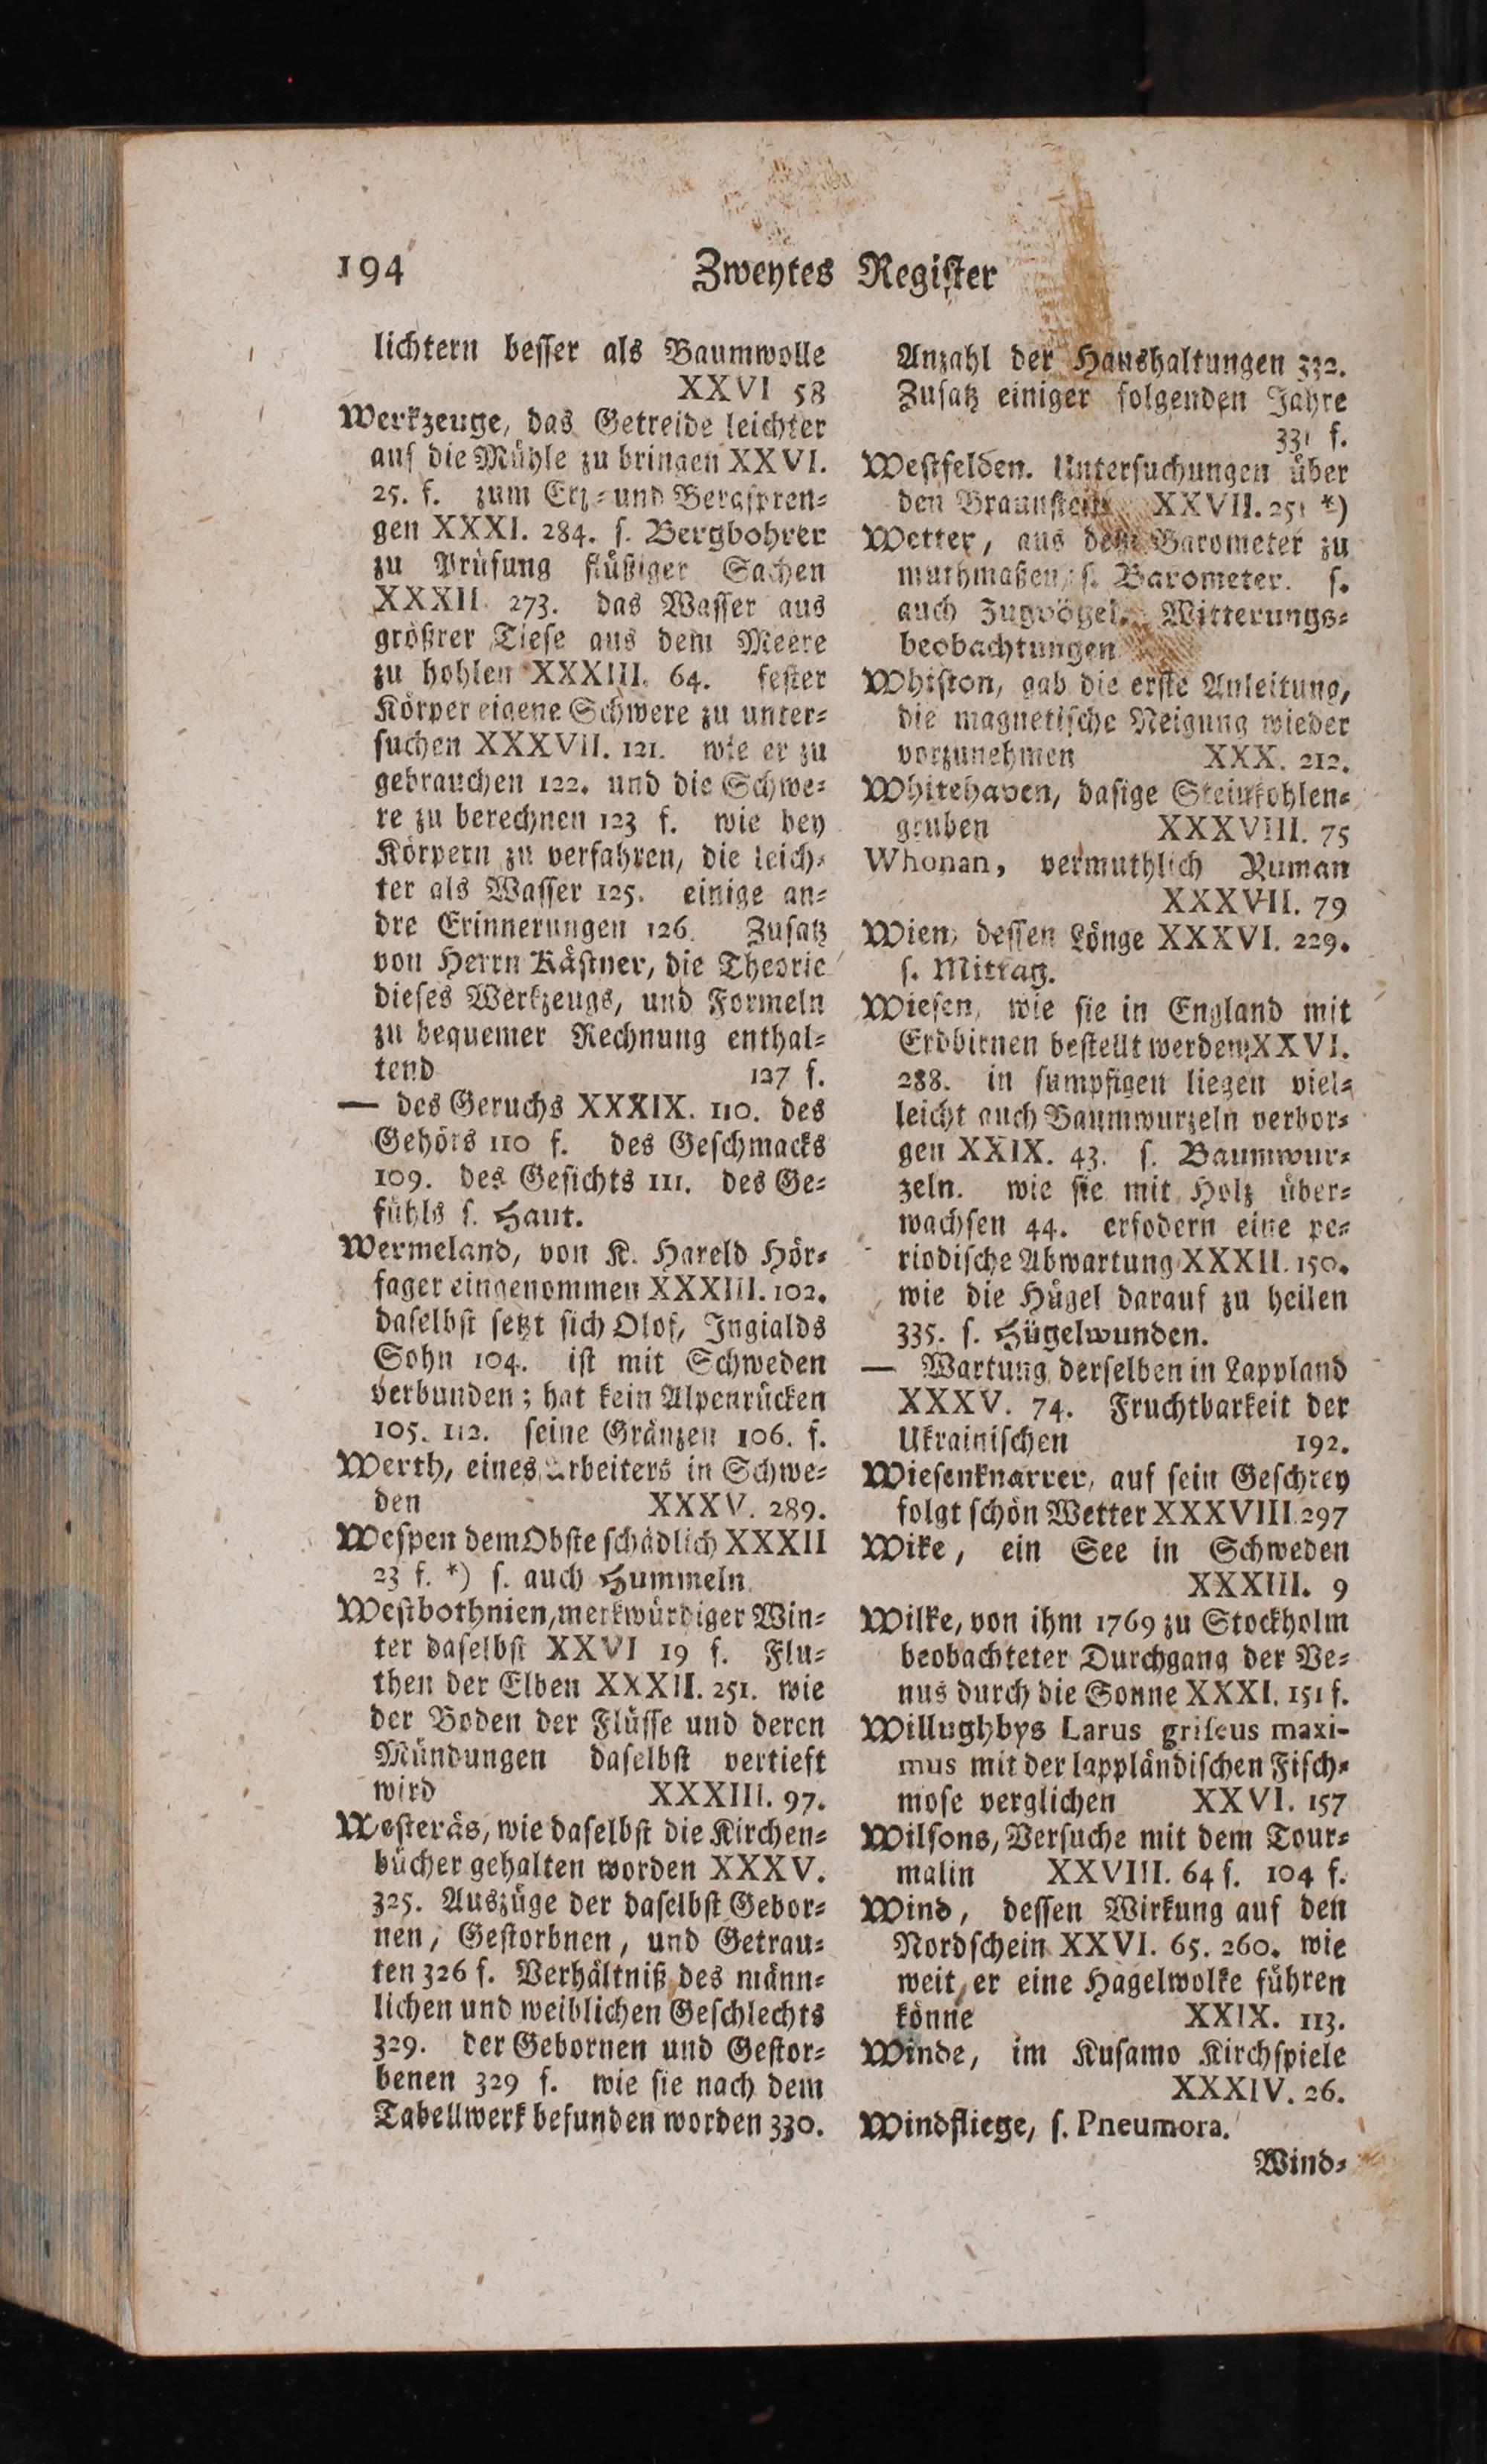 194
Zweytes Register
lichtern besser als Baumwolle
XXVI 58
Werkzeuge, das Getreide leichter
auf die Mühle zu bringen XXVI.
25. f. zum Erz- und Bergspren-
gen XXXI. 284. s. Bergbohrer
zu Prüfung flüßiger Sachen
XXXII. 273. das Wasser aus
größrer Tiefe aus dem Meere
zu hohlen XXXIII. 64. fester
Körper eigene Schwere zu unter-
suchen XXXVII. 121. wie er zu
gebrauchen 122. und die Schwe-
re zu berechnen 123 f. wie bey
Körpern zu verfahren, die leich-
ter als Wasser 125. einige an-
dre Erinnerungen 126. Zusatz
von Herrn Kästner, die Theorie
dieses Werkzeugs, und Formeln
zu bequemer Rechnung enthal-
tend 127 f.
— des Geruchs XXXIX. 110. des
Gehörs 110 f. des Geschmacks
109. des Gesichts 111. des Ge-
fühls s. Haut.
Wermeland, von K. Hareld Hör-
fager eingenommen XXXIII. 102.
daselbst setzt sich Olof, Ingialds
Sohn 104. ist mit Schweden
verbunden; hat kein Alpenrücken
105. 112. seine Gränzen 106. f.
Werth, eines Arbeiters in Schwe-
den XXXV. 289.
Wespen dem Obste schädlich XXXII
23 f. *) s. auch Hummeln.
Westbothnien, merkwürdiger Win-
ter daselbst XXVI 19 f. Flu-
then der Elben XXXII. 251. wie
der Boden der Flüsse und deren
Mündungen daselbst vertieft
wird XXXIII. 97.
Westeräs, wie daselbst die Kirchen-
bücher gehalten worden XXXV.
325. Auszüge der daselbst Gebor-
nen, Gestorbnen, und Getrau-
ten 326 f. Verhältniß des männ-
lichen und weiblichen Geschlechts
329. der Gebornen und Gestor-
benen 329 f. wie sie nach dem
Tabellwerk befunden worden 330.
Anzahl der Haushaltungen 332.
Zusatz einiger folgenden Jahre
331 f.
Westfelden. Untersuchungen über
den Braunstein XXVII. 251 *)
Wetter, aus dem Barometer zu
muthmaßen, s. Barometer. s.
auch Zugvögel. Witterungs-
beobachtungen
Whiston, gab die erste Anleitung,
die magnetische Neigung wieder
vorzunehmen XXX. 212.
Whitehaven, dasige Steinkohlen-
gruben XXXVIII. 75
Whonan, vermuthlich Ruman
XXXVII. 79
Wien, dessen Länge XXXVI. 229.
s. Mittag.
Wiesen, wie sie in England mit
Erdbirnen bestellt werden XXVI.
288. in sumpfigen liegen viel-
leicht auch Baumwurzeln verbor-
gen XXIX. 43. s. Baumwur-
zeln. wie sie mit Holz über-
wachsen 44. erfodern eine pe-
riodische Abwartung XXXII. 150.
wie die Hügel darauf zu heilen
335. s. Hügelwunden.
— Wartung derselben in Lappland
XXXV. 74. Fruchtbarkeit der
Ukrainischen 192.
Wiesenknarrer, auf sein Geschrey
folgt schön Wetter XXXVIII 297
Wike, ein See in Schweden
XXXIII. 9
Wilke, von ihm 1769 zu Stockholm
beobachteter Durchgang der Ve-
nus durch die Sonne XXXI. 151 f.
Willughbys Larus griseus maxi-
mus mit der lappländischen Fisch-
mose verglichen XXVI. 157
Wilsons, Versuche mit dem Tour-
malin XXVIII. 64 f. 104 f.
Wind, dessen Wirkung auf den
Nordschein XXVI. 65. 260. wie
weit er eine Hagelwolke führen
könne XXIX. 113.
Winde, im Kusamo Kirchspiele
XXXIV. 26.
Windfliege, s. Pneumora.
Wind-